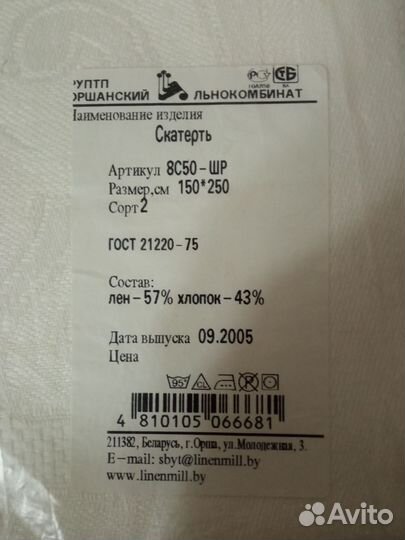 РУПТП
ОРШАНСКИЙ ЛЬНОКОМБИНАТ
Наименование изделия
Скатерть
Артикул 8С50-ШР
Размер,см 150*250
Сорт 2
ГОСТ 21220-75
Состав:
лен-57% хлопок-43%
Дата выпуска 09.2005
Цена
95 CL
4 810105 066681
211382, Беларусь, г.Орша, ул.Молодежная, 3.
E-mail: sbyt@linenmill.by
www.linenmill.by
Avito